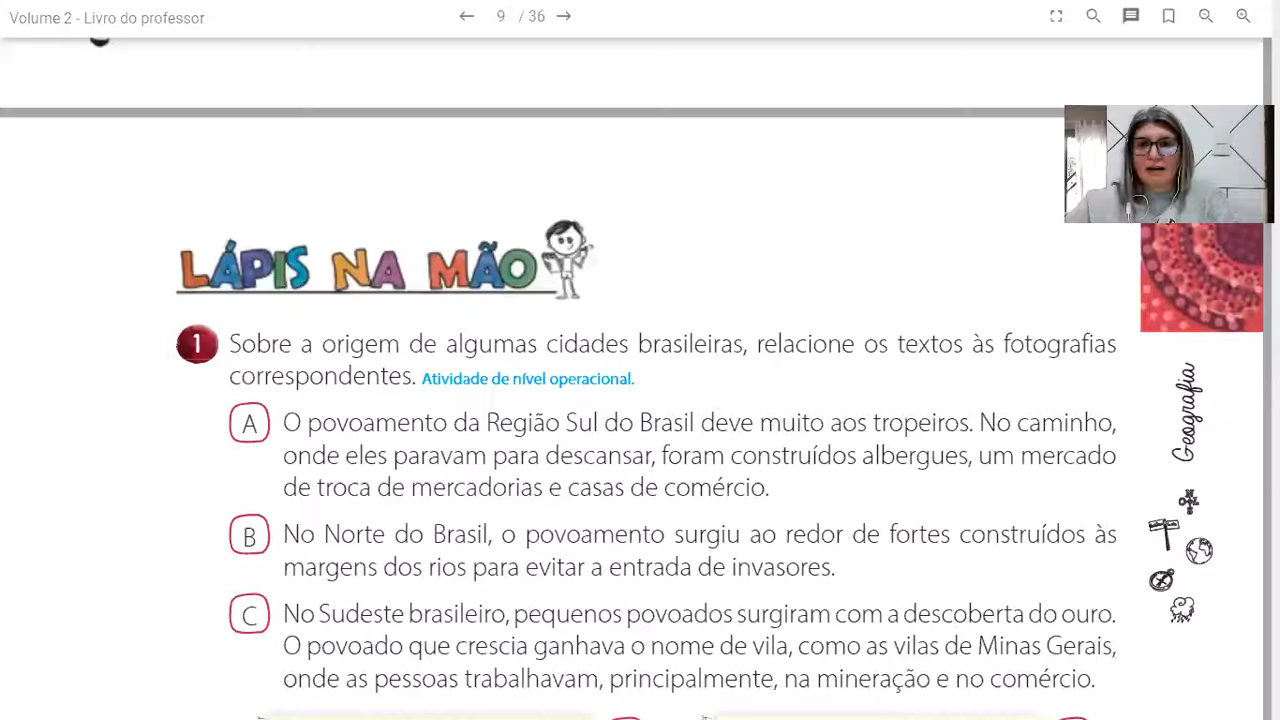 Volume 2 - Livro do professor
9 / 36
LÁPIS NA MÃO
1 Sobre a origem de algumas cidades brasileiras, relacione os textos às fotografias
correspondentes. Atividade de nível operacional.
A O povoamento da Região Sul do Brasil deve muito aos tropeiros. No caminho,
onde eles paravam para descansar, foram construídos albergues, um mercado
de troca de mercadorias e casas de comércio.
B No Norte do Brasil, o povoamento surgiu ao redor de fortes construídos às
margens dos rios para evitar a entrada de invasores.
C No Sudeste brasileiro, pequenos povoados surgiram com a descoberta do ouro.
O povoado que crescia ganhava o nome de vila, como as vilas de Minas Gerais,
onde as pessoas trabalhavam, principalmente, na mineração e no comércio.
Geografia